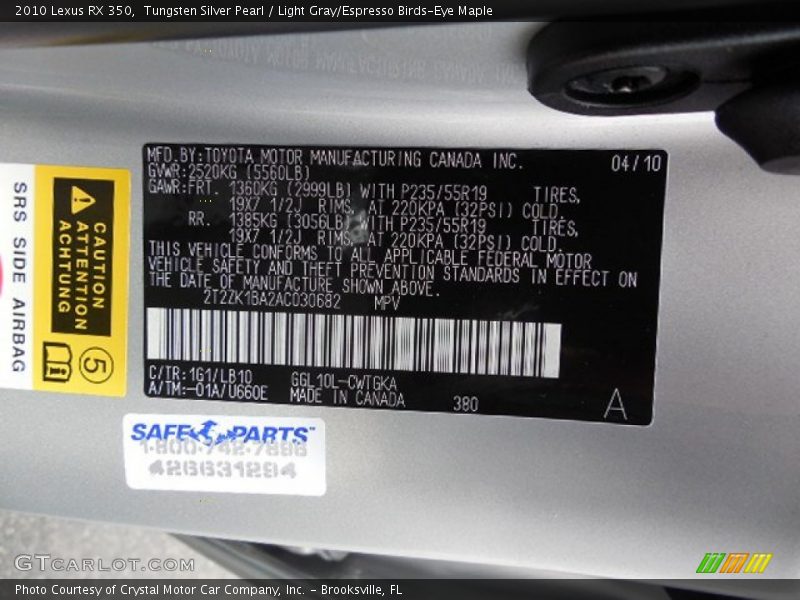 2010 Lexus RX 350, Tungsten Silver Pearl / Light Gray/Espresso Birds-Eye Maple
MFD.BY:TOYOTA MOTOR MANUFACTURING CANADA INC. 04/10
GVWR:2520KG (5560LB)
GAWR:FRT. 1360KG (2999LB) WITH P235/55R19 TIRES,
19X7 1/2J RIMS, AT 220KPA (32PSI) COLD.
RR. 1385KG (3056LB) WITH P235/55R19 TIRES,
19X7 1/2J RIMS, AT 220KPA (32PSI) COLD.
THIS VEHICLE CONFORMS TO ALL APPLICABLE FEDERAL MOTOR
VEHICLE SAFETY AND THEFT PREVENTION STANDARDS IN EFFECT ON
THE DATE OF MANUFACTURE SHOWN ABOVE.
2T2ZK1BA2AC030682 MPV
C/TR:1G1/LB10 GGL10L-CWTGKA
A/TM:-01A/U660E MADE IN CANADA 380 A
SRS SIDE AIRBAG
CAUTION
ATTENTION
ACHTUNG
5
SAFE PARTS™
1-800-742-7896
426631294
GTCARLOT.COM
Photo Courtesy of Crystal Motor Car Company, Inc. - Brooksville, FL